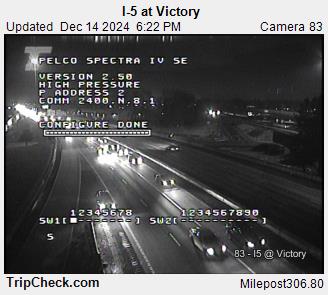 I-5 at Victory
Updated Dec 14 2024 6:22 PM Camera 83
PELCO SPECTRA IV SE
VERSION 2.50
HIGH PRESSURE
P ADDRESS 2
COMM 2400.N.8.1
CONFIGURE DONE
12345678 1234567890
SW1[■-------] SW2[----------]
S
83 - I5 @ Victory
TripCheck.com Milepost306.80